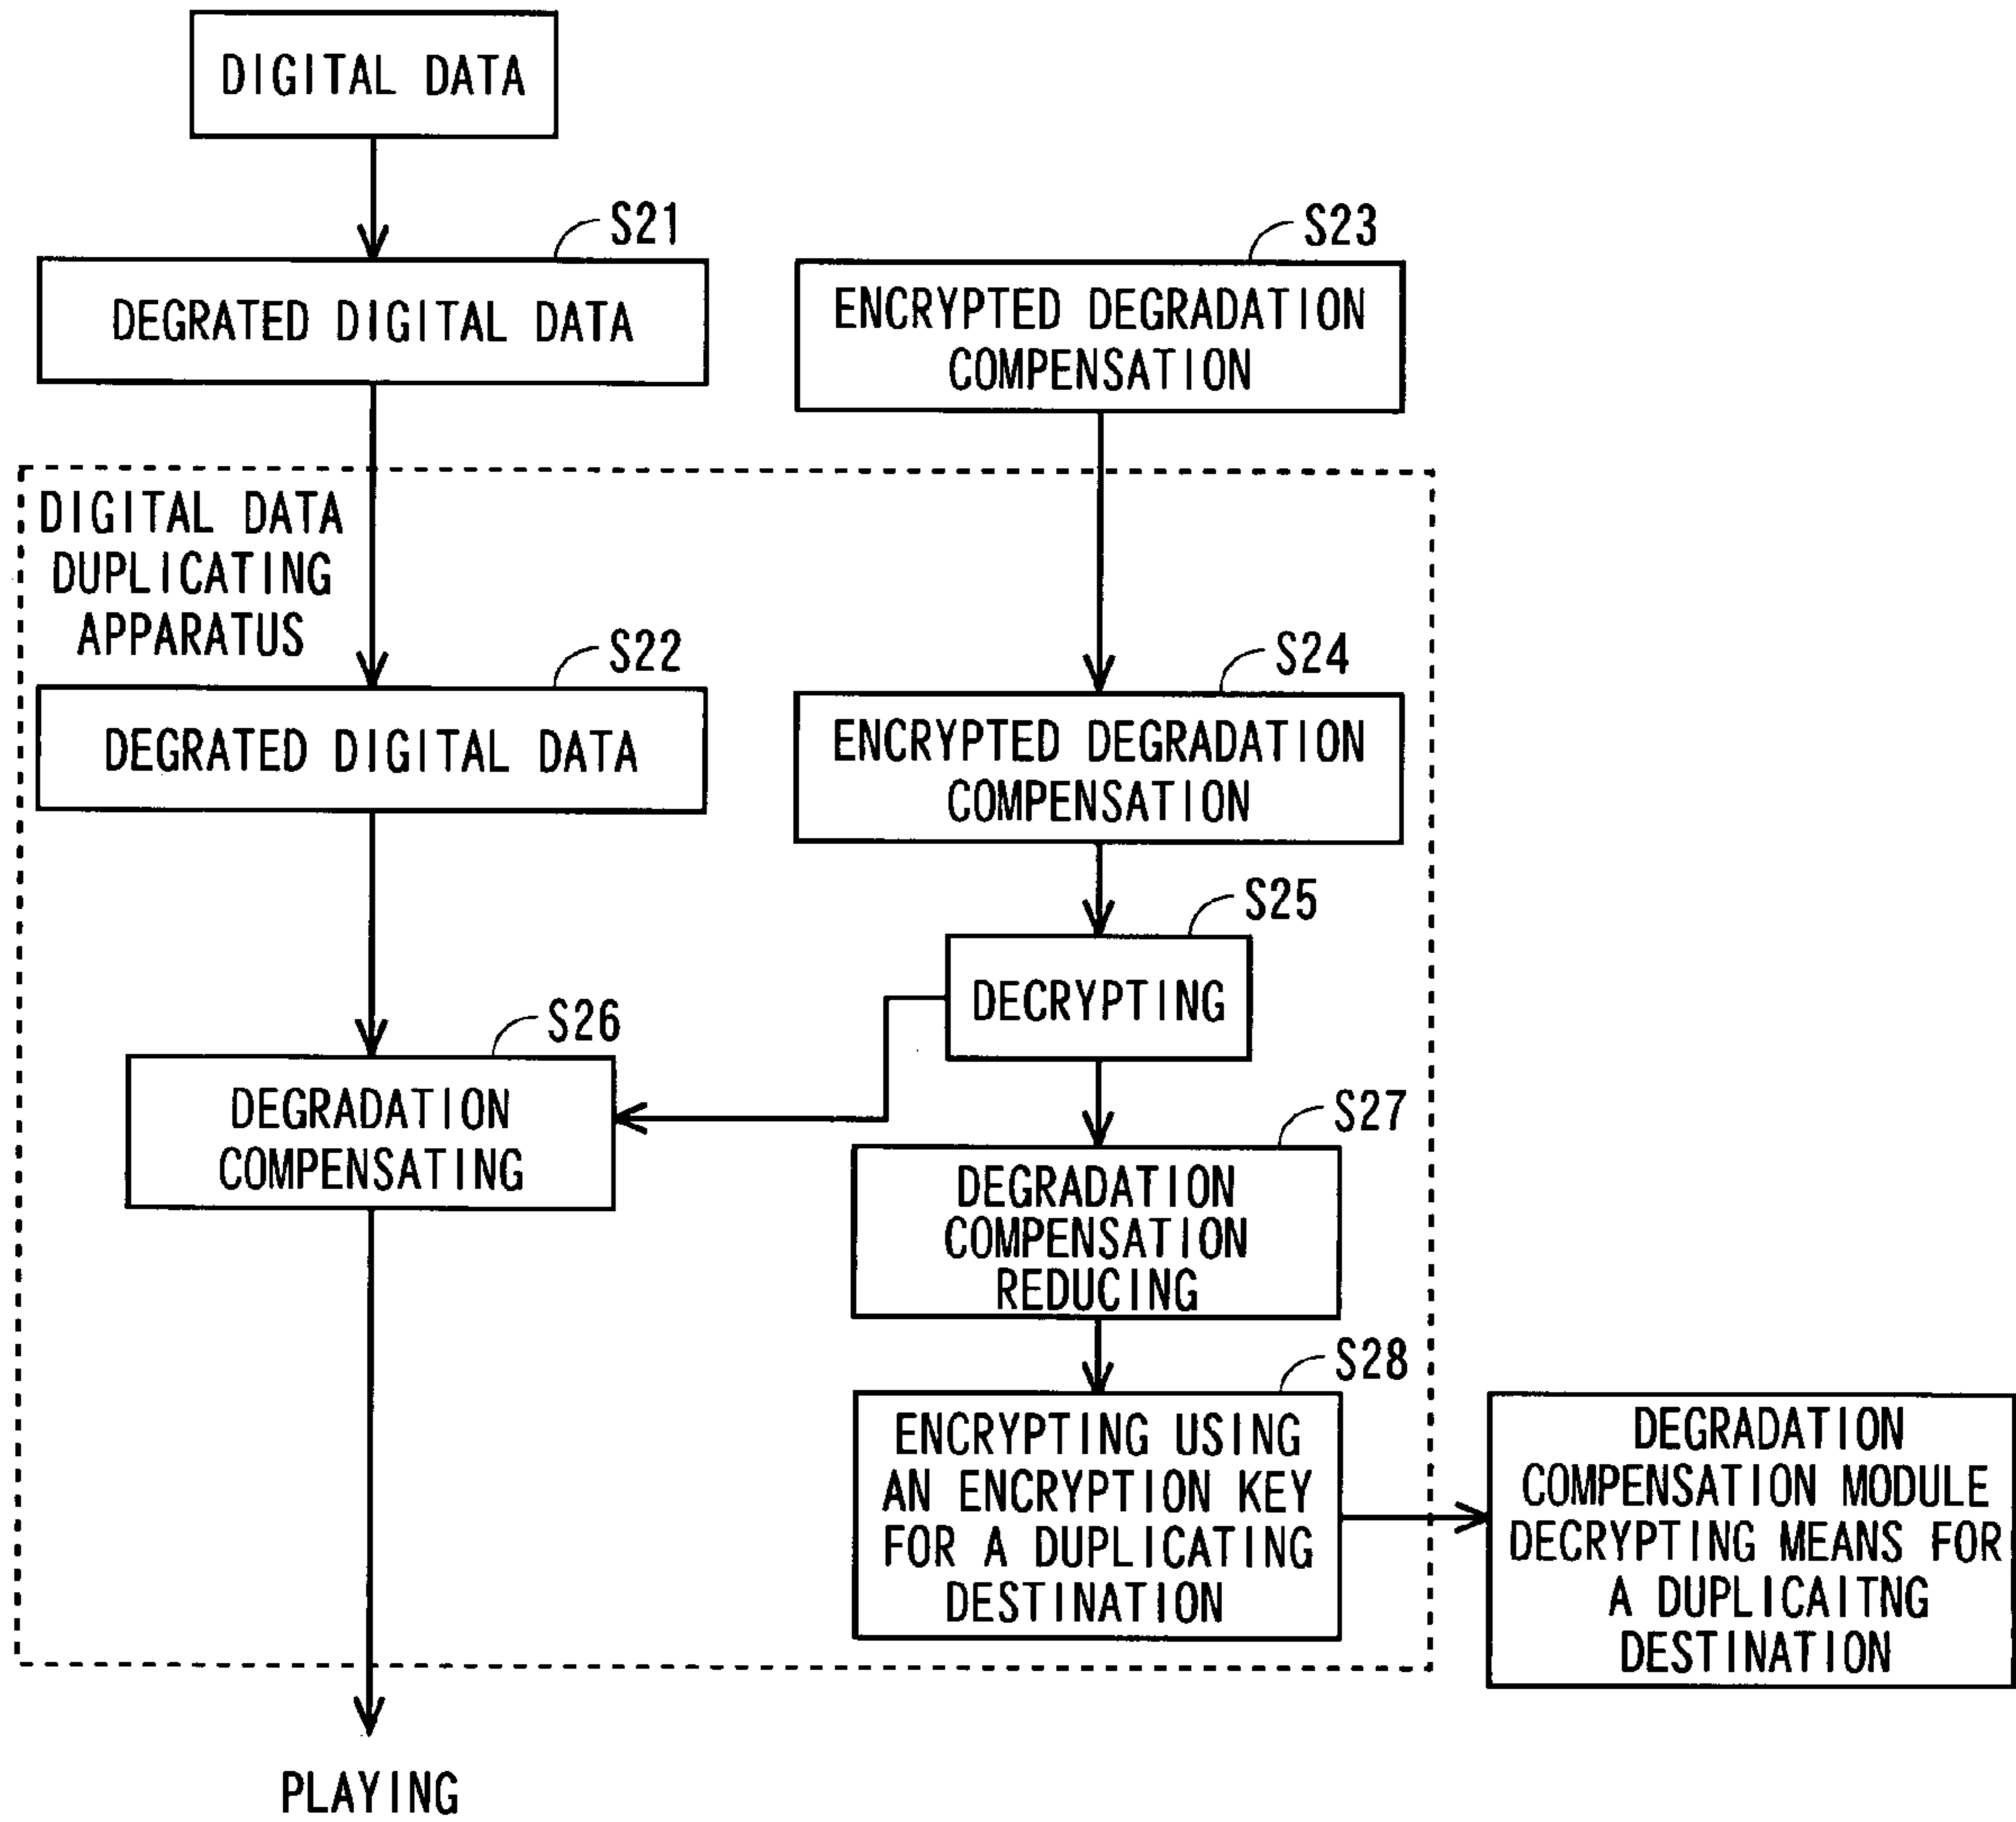 DIGITAL DATA
S21
DEGRATED DIGITAL DATA
S23
ENCRYPTED DEGRADATION
COMPENSATION
DIGITAL DATA
DUPLICATING
APPARATUS
S22
DEGRATED DIGITAL DATA
S24
ENCRYPTED DEGRADATION
COMPENSATION
S25
DECRYPTING
S26
DEGRADATION
COMPENSATING
S27
DEGRADATION
COMPENSATION
REDUCING
S28
ENCRYPTING USING
AN ENCRYPTION KEY
FOR A DUPLICATING
DESTINATION
DEGRADATION
COMPENSATION MODULE
DECRYPTING MEANS FOR
A DUPLICAITNG
DESTINATION
PLAYING